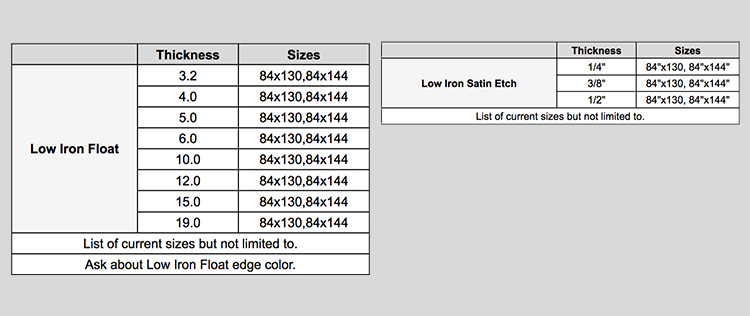 Thickness Sizes
3.2 84x130,84x144
4.0 84x130,84x144
5.0 84x130,84x144
6.0 84x130,84x144
Low Iron Float
10.0 84x130,84x144
12.0 84x130,84x144
15.0 84x130,84x144
19.0 84x130,84x144
List of current sizes but not limited to.
Ask about Low Iron Float edge color.
Thickness Sizes
1/4" 84"x130, 84"x144"
Low Iron Satin Etch 3/8" 84"x130, 84"x144"
1/2" 84"x130, 84"x144"
List of current sizes but not limited to.